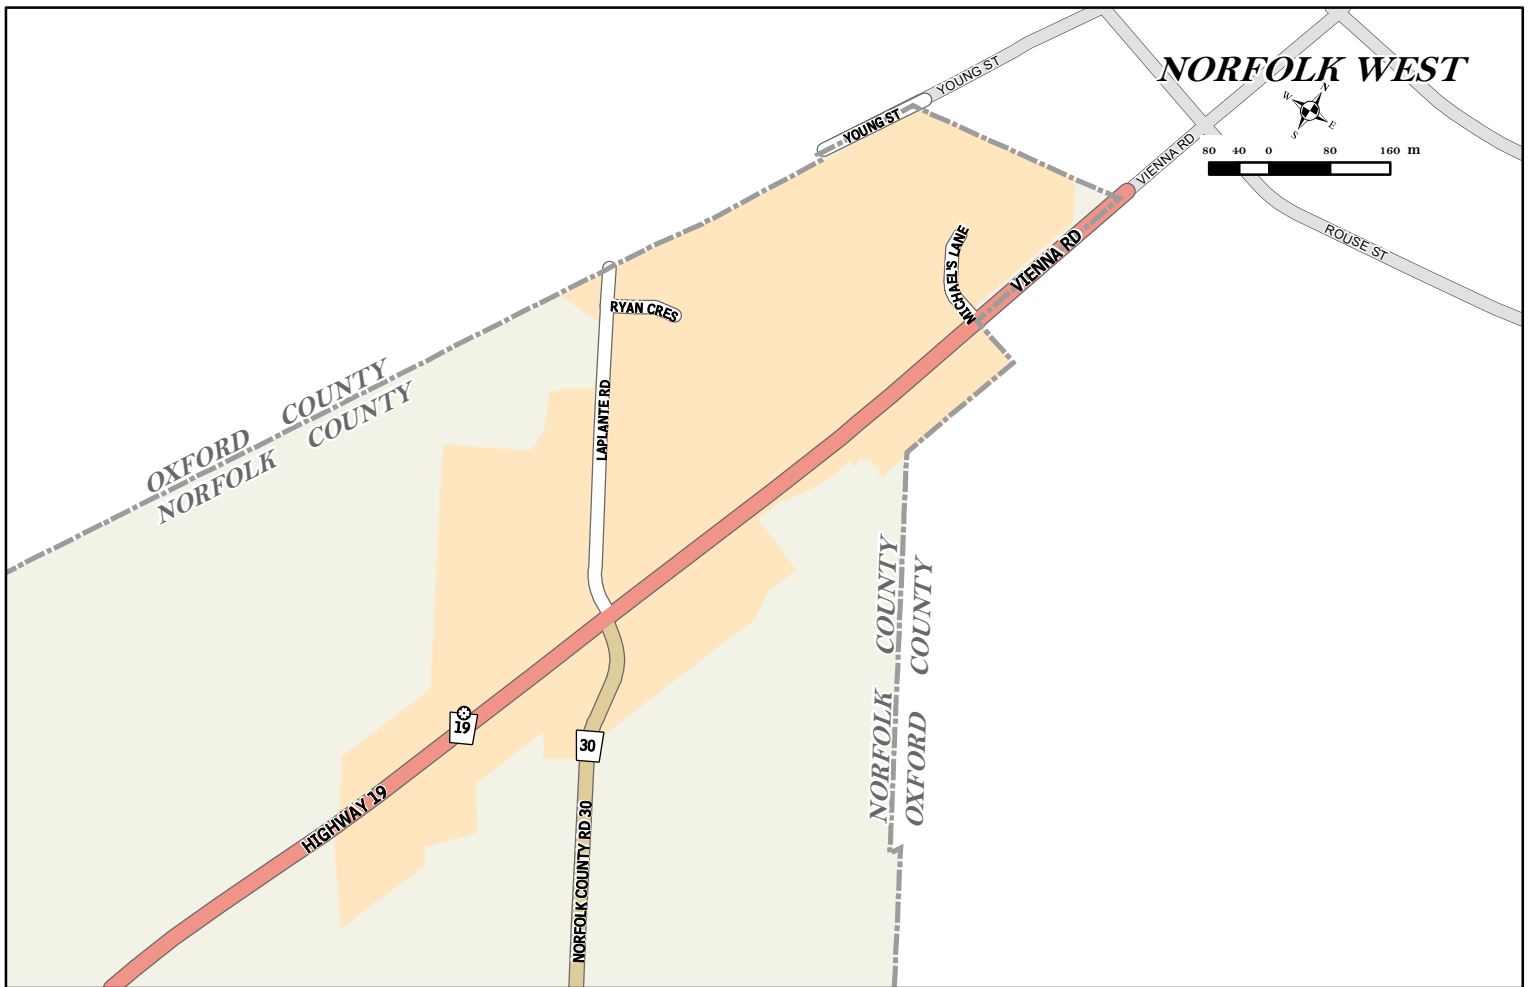 NORFOLK WEST
N
W
E
S
80 40 0 80 160 m
YOUNG ST
YOUNG ST
VIENNA RD
ROUSE ST
VIENNA RD
MICHAEL'S LANE
RYAN CRES
LAPLANTE RD
OXFORD COUNTY
NORFOLK COUNTY
NORFOLK COUNTY
OXFORD COUNTY
19
30
HIGHWAY 19
NORFOLK COUNTY RD 30